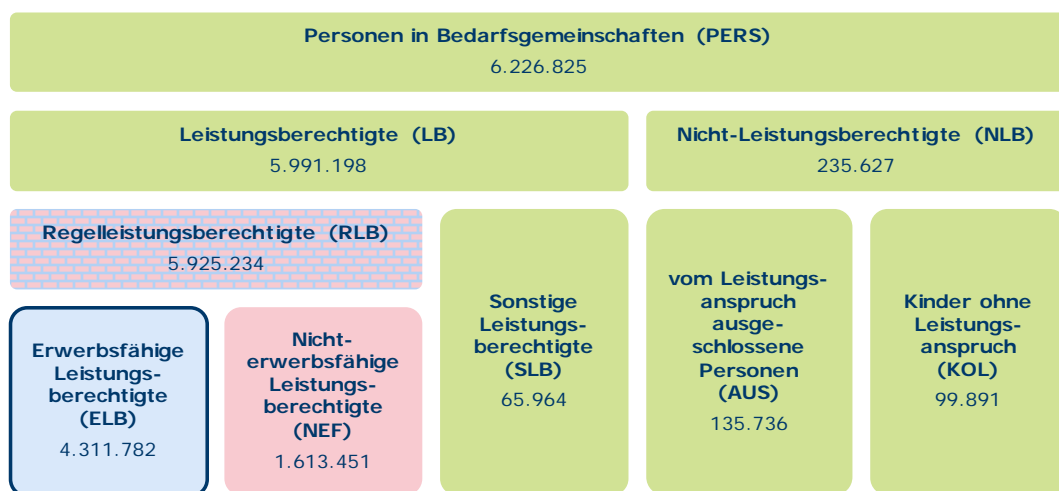 Personen in Bedarfsgemeinschaften (PERS)
6.226.825
Leistungsberechtigte (LB)
5.991.198
Nicht-Leistungsberechtigte (NLB)
235.627
Regelleistungsberechtigte (RLB)
5.925.234
Erwerbsfähige
Leistungs-
berechtigte
(ELB)
4.311.782
Nicht-
erwerbsfähige
Leistungs-
berechtigte
(NEF)
1.613.451
Sonstige
Leistungs-
berechtigte
(SLB)
65.964
vom Leistungs-
anspruch
ausge-
schlossene
Personen
(AUS)
135.736
Kinder ohne
Leistungs-
anspruch
(KOL)
99.891